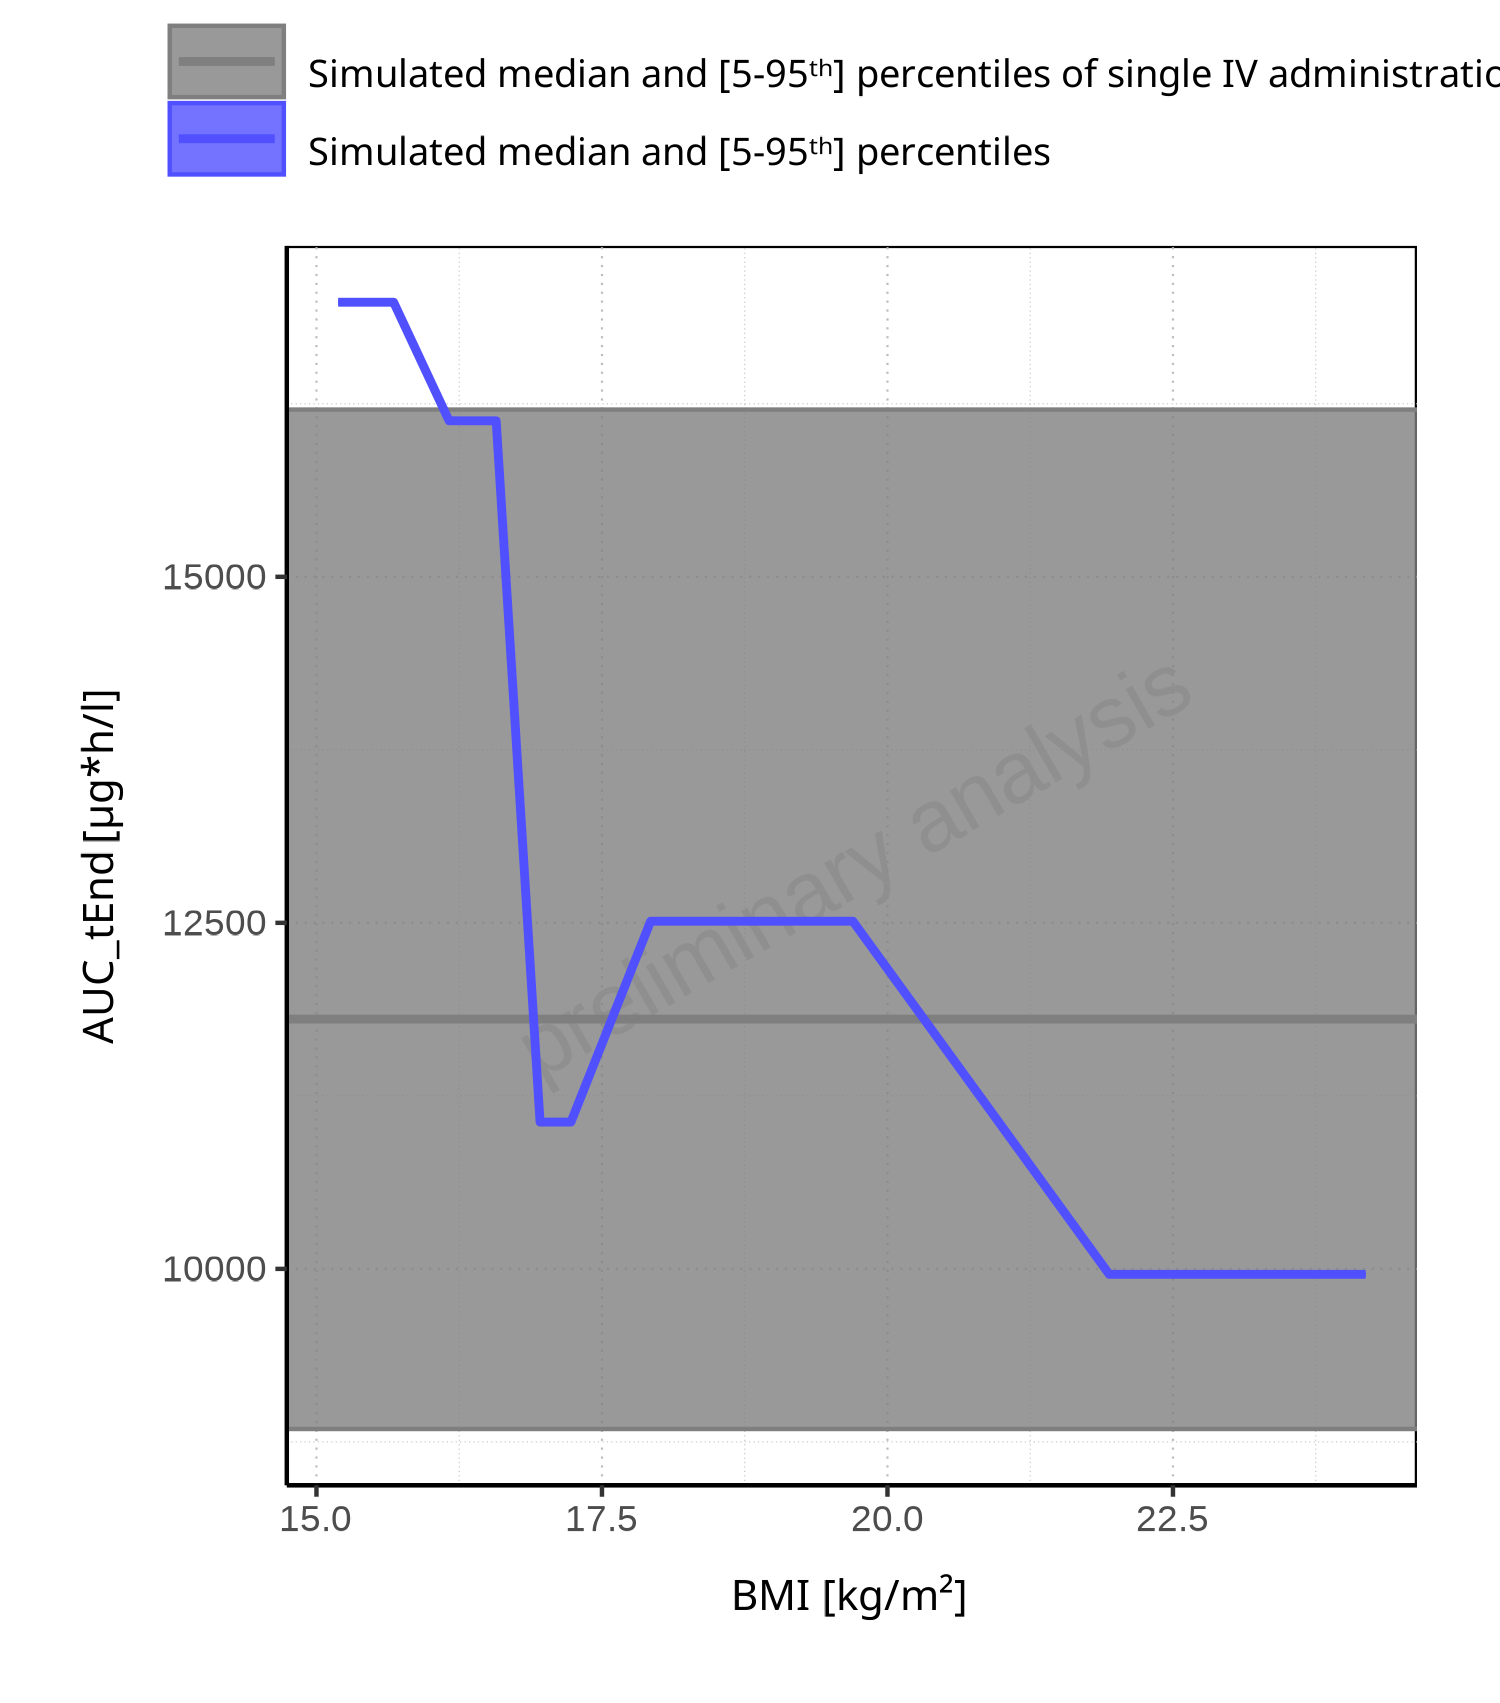 Simulated median and [5-95ᵗʰ] percentiles of single IV administratio
Simulated median and [5-95ᵗʰ] percentiles
15000
12500
10000
AUC_tEnd [µg*h/l]
preliminary analysis
15.0
17.5
20.0
22.5
BMI [kg/m²]